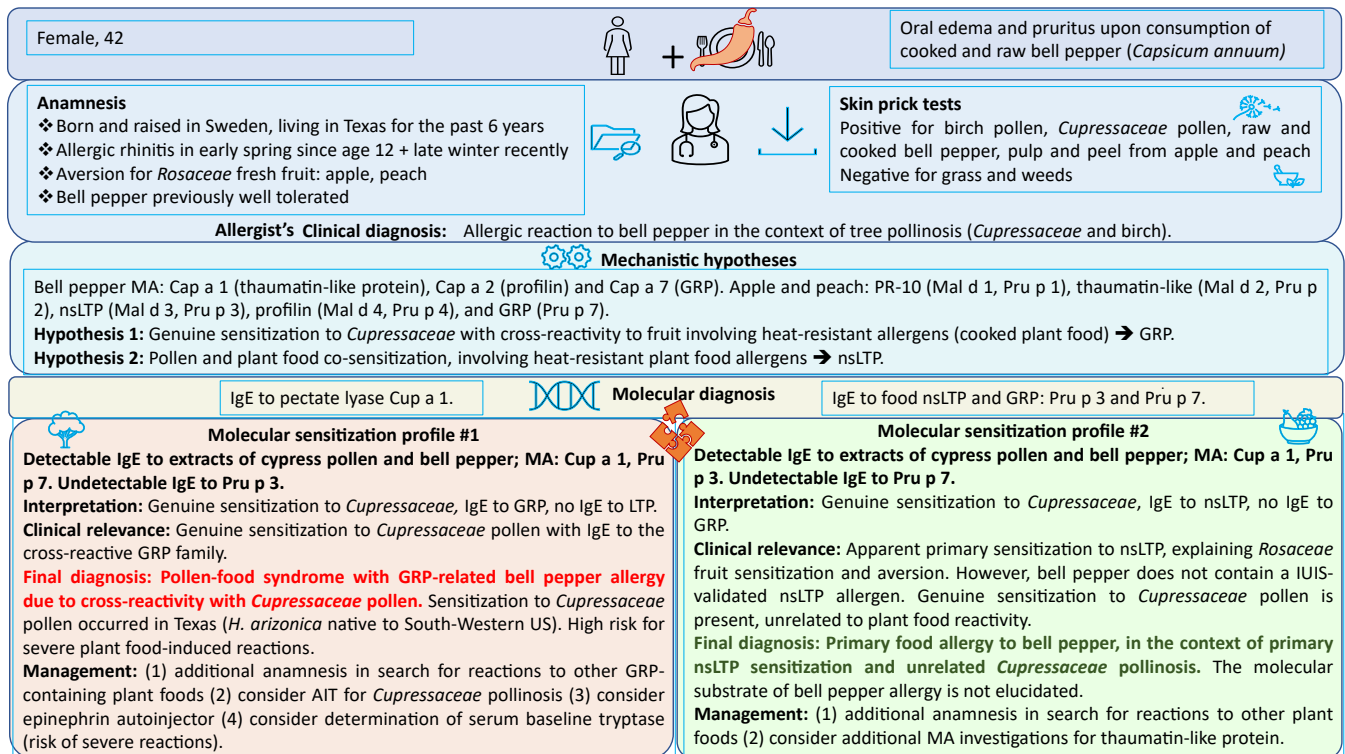 Female, 42
Oral edema and pruritus upon consumption of
cooked and raw bell pepper (Capsicum annuum)
Anamnesis
❖Born and raised in Sweden, living in Texas for the past 6 years
❖Allergic rhinitis in early spring since age 12 + late winter recently
❖Aversion for Rosaceae fresh fruit: apple, peach
❖Bell pepper previously well tolerated
Skin prick tests
Positive for birch pollen, Cupressaceae pollen, raw and
cooked bell pepper, pulp and peel from apple and peach
Negative for grass and weeds
Allergist's Clinical diagnosis: Allergic reaction to bell pepper in the context of tree pollinosis (Cupressaceae and birch).
Mechanistic hypotheses
Bell pepper MA: Cap a 1 (thaumatin-like protein), Cap a 2 (profilin) and Cap a 7 (GRP). Apple and peach: PR-10 (Mal d 1, Pru p 1), thaumatin-like (Mal d 2, Pru p
2), nsLTP (Mal d 3, Pru p 3), profilin (Mal d 4, Pru p 4), and GRP (Pru p 7).
Hypothesis 1: Genuine sensitization to Cupressaceae with cross-reactivity to fruit involving heat-resistant allergens (cooked plant food) ➔ GRP.
Hypothesis 2: Pollen and plant food co-sensitization, involving heat-resistant plant food allergens ➔ nsLTP.
IgE to pectate lyase Cup a 1.
Molecular diagnosis
IgE to food nsLTP and GRP: Pru p 3 and Pru p 7.
Molecular sensitization profile #1
Detectable IgE to extracts of cypress pollen and bell pepper; MA: Cup a 1, Pru
p 7. Undetectable IgE to Pru p 3.
Interpretation: Genuine sensitization to Cupressaceae, IgE to GRP, no IgE to LTP.
Clinical relevance: Genuine sensitization to Cupressaceae pollen with IgE to the
cross-reactive GRP family.
Final diagnosis: Pollen-food syndrome with GRP-related bell pepper allergy
due to cross-reactivity with Cupressaceae pollen. Sensitization to Cupressaceae
pollen occurred in Texas (H. arizonica native to South-Western US). High risk for
severe plant food-induced reactions.
Management: (1) additional anamnesis in search for reactions to other GRP-
containing plant foods (2) consider AIT for Cupressaceae pollinosis (3) consider
epinephrin autoinjector (4) consider determination of serum baseline tryptase
(risk of severe reactions).
Molecular sensitization profile #2
Detectable IgE to extracts of cypress pollen and bell pepper; MA: Cup a 1, Pru
p 3. Undetectable IgE to Pru p 7.
Interpretation: Genuine sensitization to Cupressaceae, IgE to nsLTP, no IgE to
GRP.
Clinical relevance: Apparent primary sensitization to nsLTP, explaining Rosaceae
fruit sensitization and aversion. However, bell pepper does not contain a IUIS-
validated nsLTP allergen. Genuine sensitization to Cupressaceae pollen is
present, unrelated to plant food reactivity.
Final diagnosis: Primary food allergy to bell pepper, in the context of primary
nsLTP sensitization and unrelated Cupressaceae pollinosis. The molecular
substrate of bell pepper allergy is not elucidated.
Management: (1) additional anamnesis in search for reactions to other plant
foods (2) consider additional MA investigations for thaumatin-like protein.